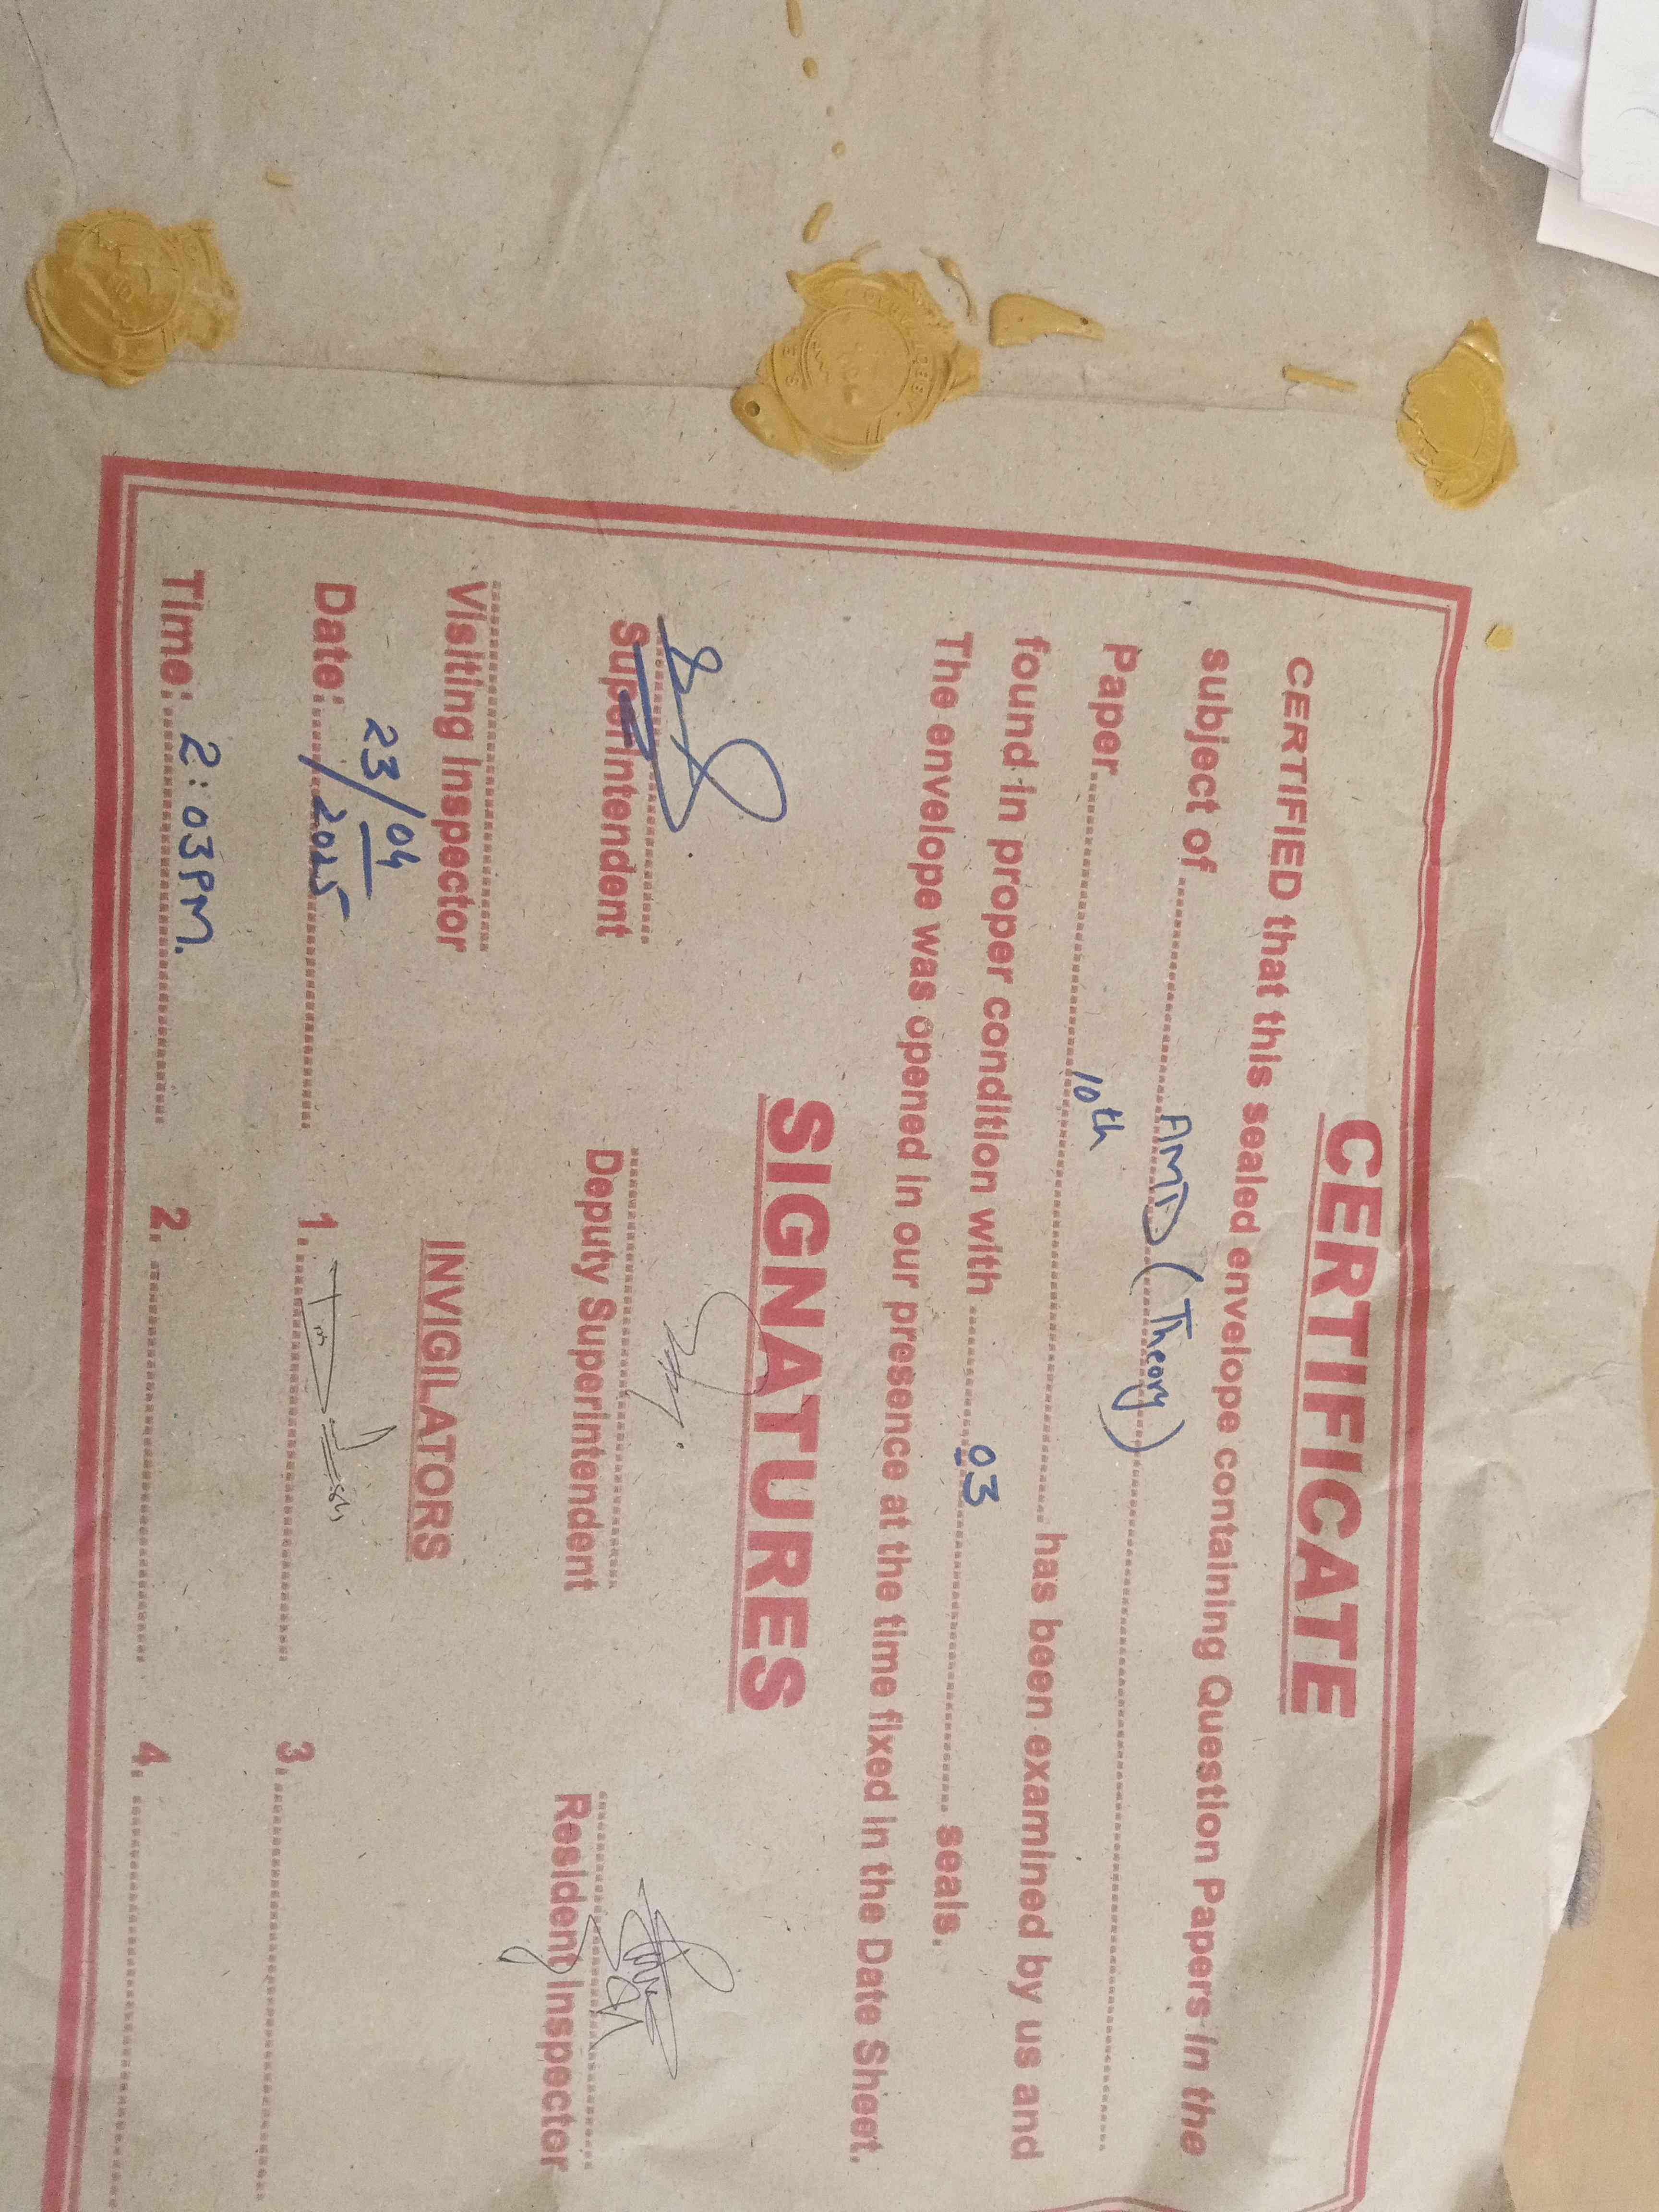 CERTIFICATE
CERTIFIED that this sealed envelope containing Question Papers in the
subject of AMD (Theory)
Paper 10th has been examined by us and
found in proper condition with 03 seals.
The envelope was opened in our presence at the time fixed in the Date Sheet.
SIGNATURES
Superintendent Deputy Superintendent Resident Inspector
Visiting Inspector INVIGILATORS
Date: 23/04/2025 1. 3.
Time: 2:03 PM. 2. 4.